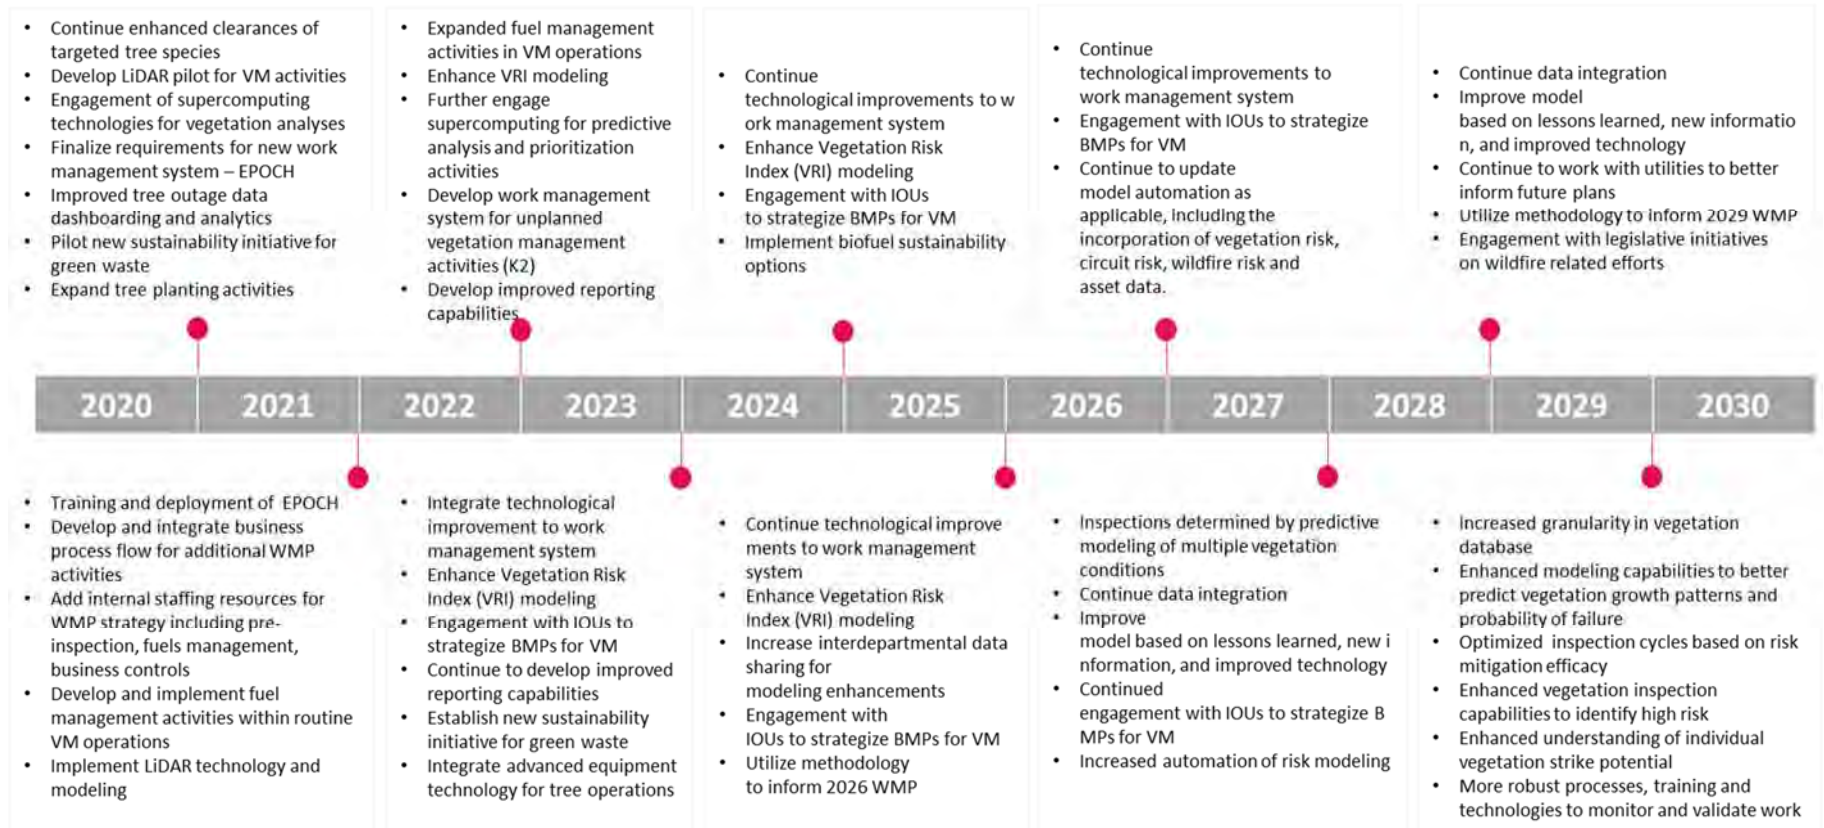 • Continue enhanced clearances of
targeted tree species
• Develop LiDAR pilot for VM activities
• Engagement of supercomputing
technologies for vegetation analyses
• Finalize requirements for new work
management system – EPOCH
• Improved tree outage data
dashboarding and analytics
• Pilot new sustainability initiative for
green waste
• Expand tree planting activities
• Expanded fuel management
activities in VM operations
• Enhance VRI modeling
• Further engage
supercomputing for predictive
analysis and prioritization
activities
• Develop work management
system for unplanned
vegetation management
activities (K2)
• Develop improved reporting
capabilities
• Continue
technological improvements to w
ork management system
• Enhance Vegetation Risk
Index (VRI) modeling
• Engagement with IOUs
to strategize BMPs for VM
• Implement biofuel sustainability
options
• Continue
technological improvements to
work management system
• Engagement with IOUs to strategize
BMPs for VM
• Continue to update
model automation as
applicable, including the
incorporation of vegetation risk,
circuit risk, wildfire risk and
asset data.
• Continue data integration
• Improve model
based on lessons learned, new informatio
n, and improved technology
• Continue to work with utilities to better
inform future plans
• Utilize methodology to inform 2029 WMP
• Engagement with legislative initiatives
on wildfire related efforts
2020 2021 2022 2023 2024 2025 2026 2027 2028 2029 2030
• Training and deployment of EPOCH
• Develop and integrate business
process flow for additional WMP
activities
• Add internal staffing resources for
WMP strategy including pre-
inspection, fuels management,
business controls
• Develop and implement fuel
management activities within routine
VM operations
• Implement LiDAR technology and
modeling
• Integrate technological
improvement to work
management system
• Enhance Vegetation Risk
Index (VRI) modeling
• Engagement with IOUs to
strategize BMPs for VM
• Continue to develop improved
reporting capabilities
• Establish new sustainability
initiative for green waste
• Integrate advanced equipment
technology for tree operations
• Continue technological improve
ments to work management
system
• Enhance Vegetation Risk
Index (VRI) modeling
• Increase interdepartmental data
sharing for
modeling enhancements
• Engagement with
IOUs to strategize BMPs for VM
• Utilize methodology
to inform 2026 WMP
• Inspections determined by predictive
modeling of multiple vegetation
conditions
• Continue data integration
• Improve
model based on lessons learned, new i
nformation, and improved technology
• Continued
engagement with IOUs to strategize B
MPs for VM
• Increased automation of risk modeling
• Increased granularity in vegetation
database
• Enhanced modeling capabilities to better
predict vegetation growth patterns and
probability of failure
• Optimized inspection cycles based on risk
mitigation efficacy
• Enhanced vegetation inspection
capabilities to identify high risk
• Enhanced understanding of individual
vegetation strike potential
• More robust processes, training and
technologies to monitor and validate work